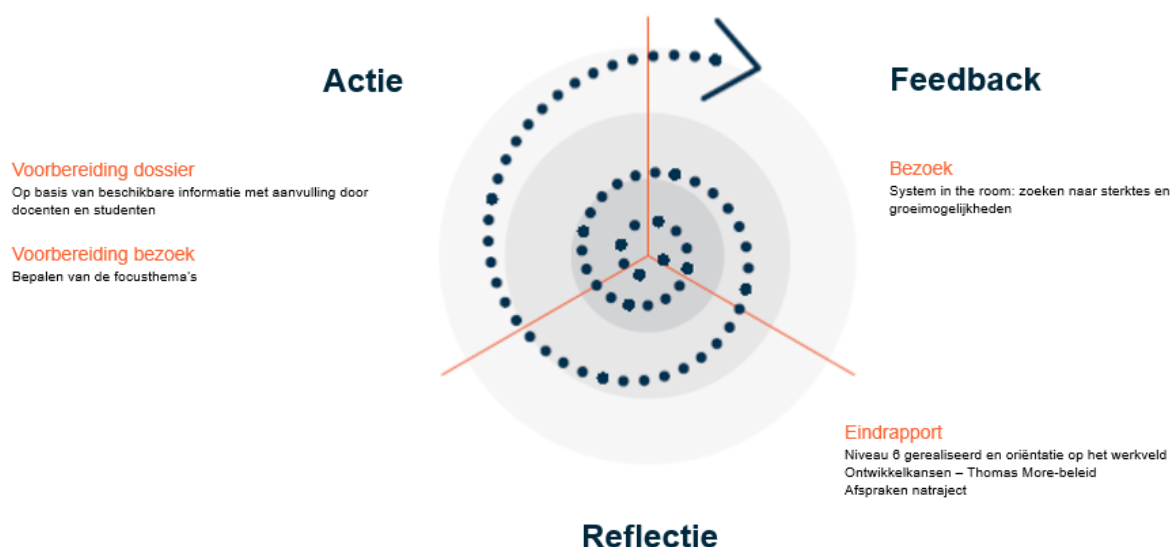 Actie
Feedback
Voorbereiding dossier
Op basis van beschikbare informatie met aanvulling door
docenten en studenten
Voorbereiding bezoek
Bepalen van de focusthema's
Bezoek
System in the room: zoeken naar sterktes en
groeimogelijkheden
Eindrapport
Niveau 6 gerealiseerd en oriëntatie op het werkveld
Ontwikkelkansen – Thomas More-beleid
Afspraken natraject
Reflectie